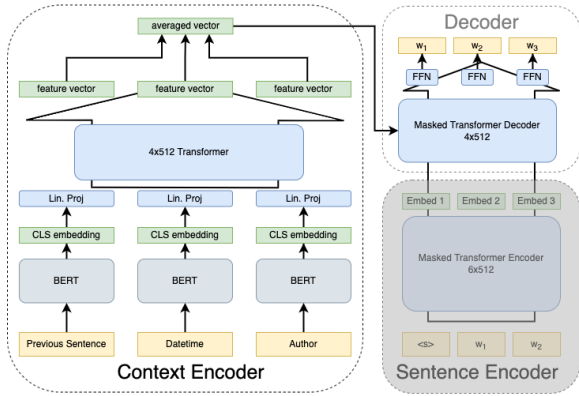 averaged vector
feature vector
feature vector
feature vector
4x512 Transformer
Lin. Proj
Lin. Proj
Lin. Proj
CLS embedding
CLS embedding
CLS embedding
BERT
BERT
BERT
Previous Sentence
Datetime
Author
Context Encoder
Decoder
w1
w2
w3
FFN
FFN
FFN
Masked Transformer Decoder
4x512
Embed 1
Embed 2
Embed 3
Masked Transformer Encoder
6x512
<s>
w1
w2
Sentence Encoder